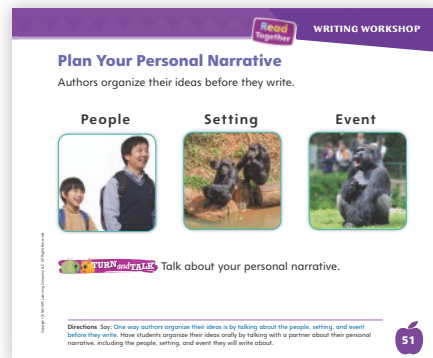 Read
Together
WRITING WORKSHOP
Plan Your Personal Narrative
Authors organize their ideas before they write.
People Setting Event
TURN and TALK Talk about your personal narrative.
Directions Say: One way authors organize their ideas is by talking about the people, setting, and event
before they write. Have students organize their ideas orally by talking with a partner about their personal
narrative, including the people, setting, and event they will write about.
51